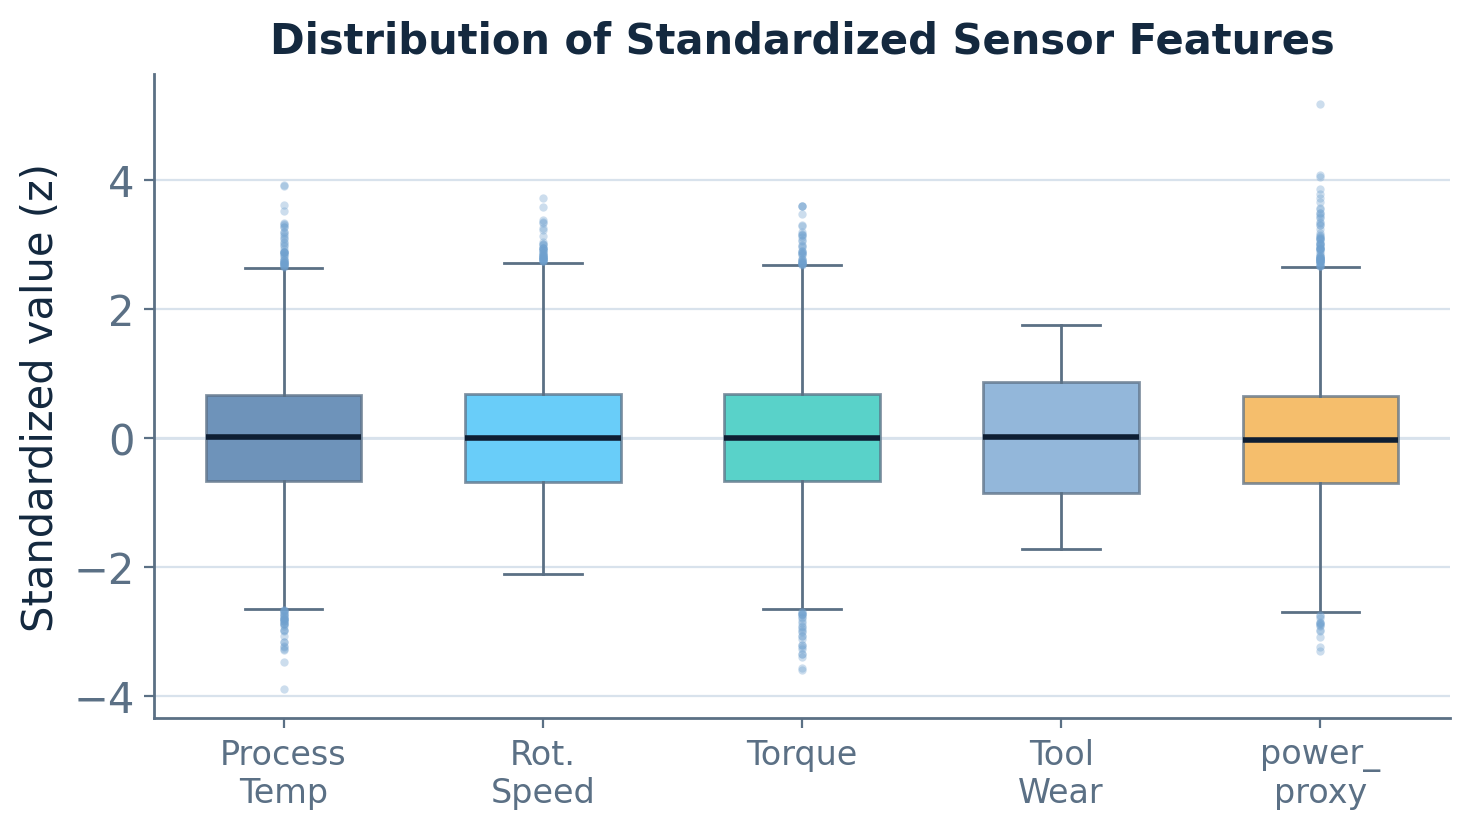 Distribution of Standardized Sensor Features
Standardized value (z)
4
2
0
−2
−4
Process
Temp
Rot.
Speed
Torque
Tool
Wear
power_
proxy